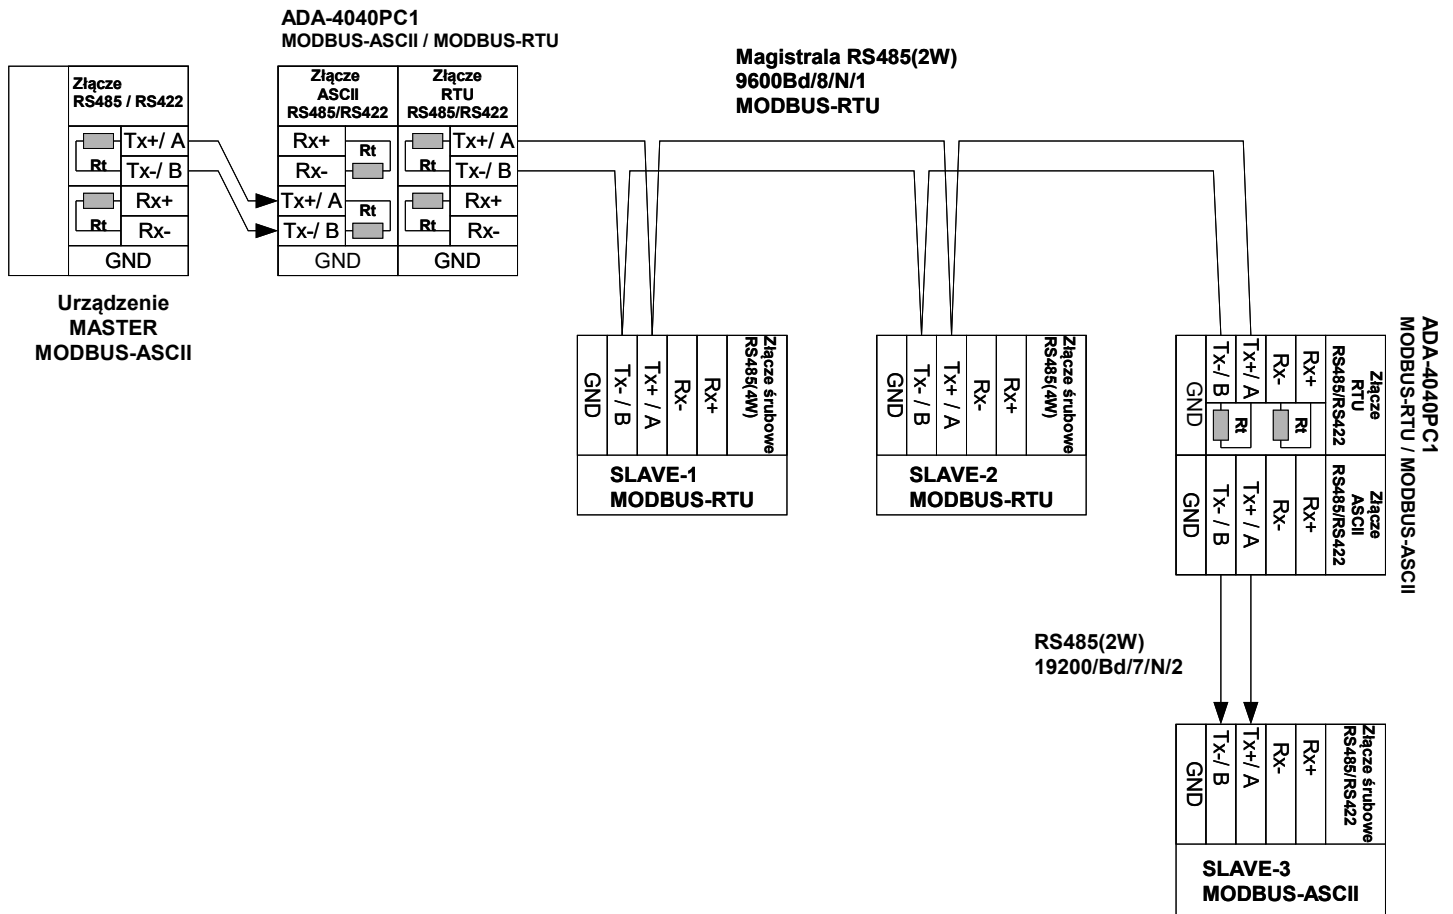 ADA-4040PC1
MODBUS-ASCII / MODBUS-RTU
Magistrala RS485(2W)
9600Bd/8/N/1
MODBUS-RTU
Złącze
RS485 / RS422
Tx+/ A
Rt
Tx-/ B
Rx+
Rt
Rx-
GND
Urządzenie
MASTER
MODBUS-ASCII
Złącze
ASCII
RS485/RS422
Rx+
Rt
Rx-
Tx+/ A
Rt
Tx-/ B
GND
Złącze
RTU
RS485/RS422
Tx+/ A
Rt
Tx-/ B
Rx+
Rt
Rx-
GND
Złącze śrubowe
RS485(4W)
Rx+
Rx-
Tx+ / A
Tx- / B
GND
SLAVE-1
MODBUS-RTU
Złącze śrubowe
RS485(4W)
Rx+
Rx-
Tx+ / A
Tx- / B
GND
SLAVE-2
MODBUS-RTU
ADA-4040PC1
MODBUS-RTU / MODBUS-ASCII
Złącze
RTU
RS485/RS422
Rx+
Rx-
Tx+/ A
Tx-/ B
GND
Rt
Rt
Złącze
ASCII
RS485/RS422
Rx+
Rx-
Tx+ / A
Tx- / B
GND
RS485(2W)
19200/Bd/7/N/2
Złącze śrubowe
RS485/RS422
Rx+
Rx-
Tx+/ A
Tx-/ B
GND
SLAVE-3
MODBUS-ASCII